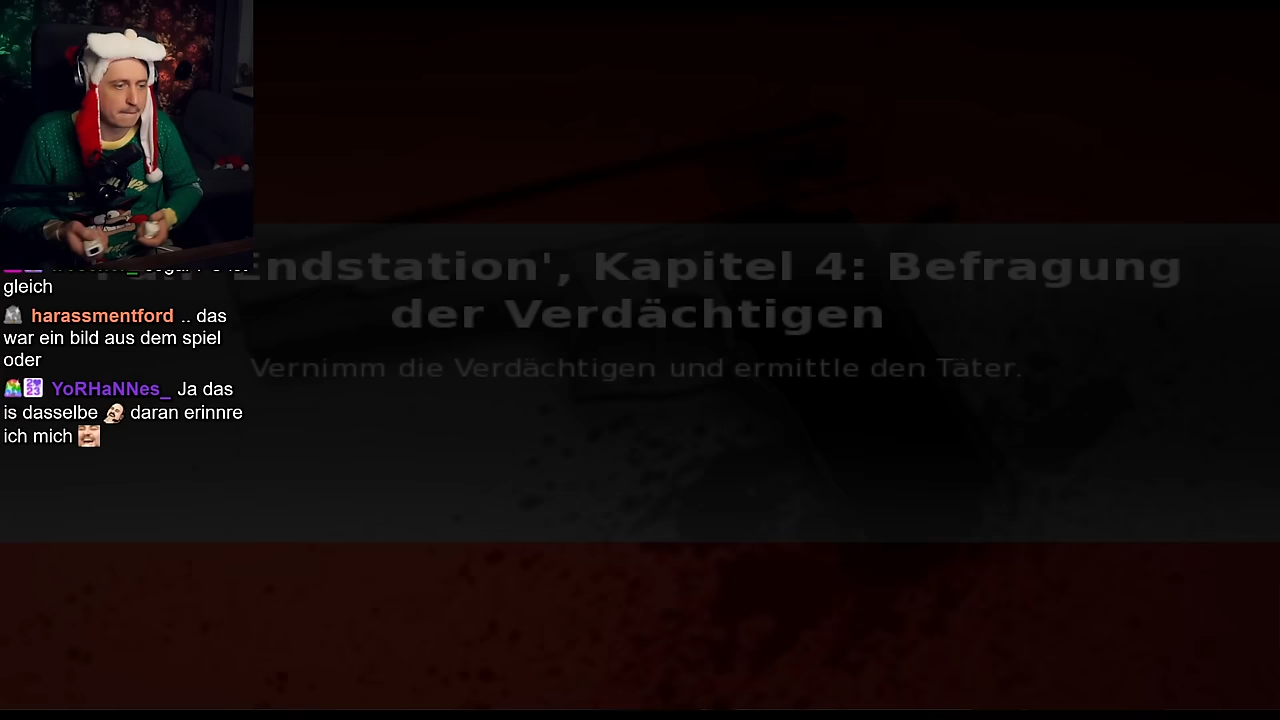 Endstation', Kapitel 4: Befragung
der Verdächtigen
Vernimm die Verdächtigen und ermittle den Täter.
gleich
harassmentford .. das
war ein bild aus dem spiel
oder
YoRHaNNes_ Ja das
is dasselbe daran erinnre
ich mich